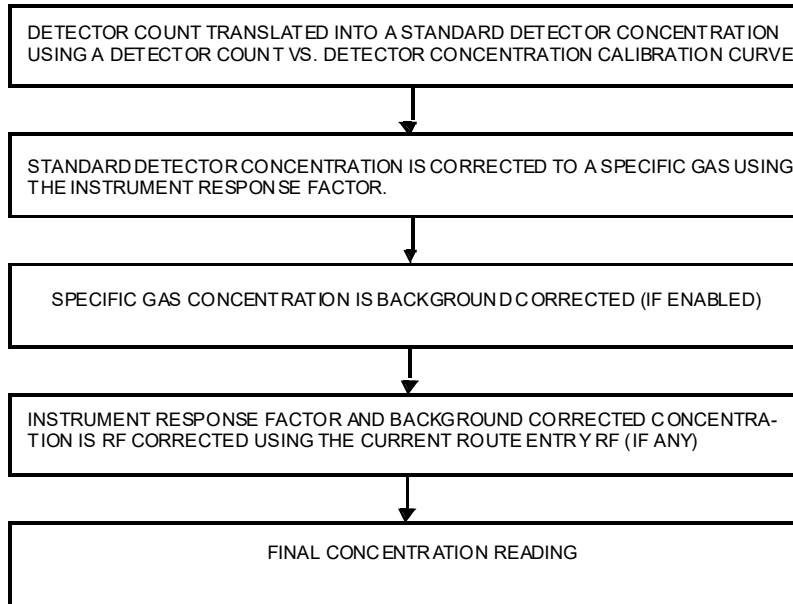 DETECTOR COUNT TRANSLATED INTO A STANDARD DETECTOR CONCENTRATION
USING A DETECTOR COUNT VS. DETECTOR CONCENTRATION CALIBRATION CURVE
STANDARD DETECTOR CONCENTRATION IS CORRECTED TO A SPECIFIC GAS USING
THE INSTRUMENT RESPONSE FACTOR.
SPECIFIC GAS CONCENTRATION IS BACKGROUND CORRECTED (IF ENABLED)
INSTRUMENT RESPONSE FACTOR AND BACKGROUND CORRECTED CONCENTRA-
TION IS RF CORRECTED USING THE CURRENT ROUTE ENTRY RF (IF ANY)
FINAL CONCENTRATION READING